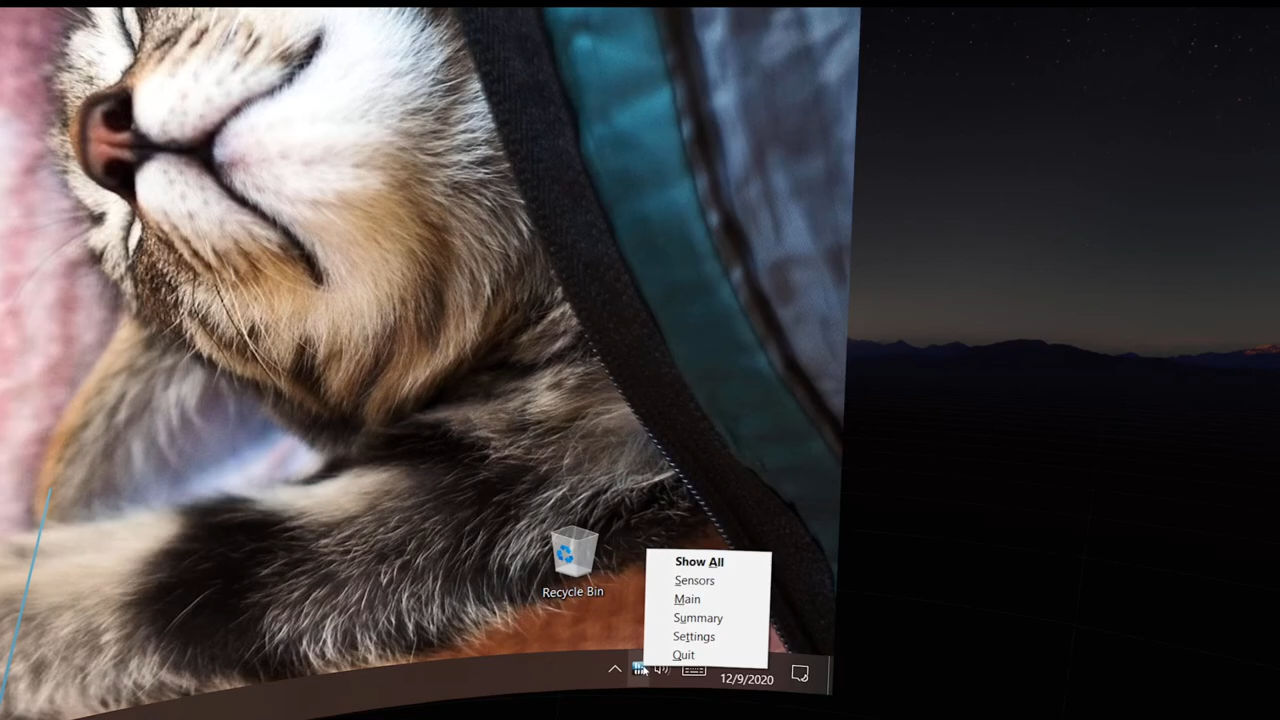 Recycle Bin
Show All
Sensors
Main
Summary
Settings
Quit
12/9/2020